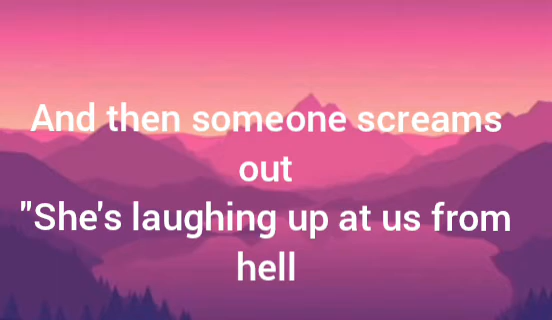 And then someone screams
out
"She's laughing up at us from
hell